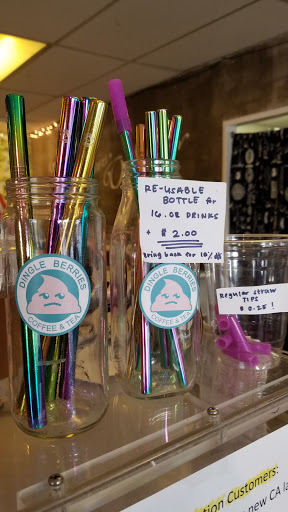 RE-USABLE
BOTTLE for
16.OZ DRINKS
+ $ 2.00
Bring back for 10% off
DINGLE BERRIES
COFFEE & TEA
DINGLE BERRIES
COFFEE & TEA
Regular straw
TIPS
$ 0.25!
tion Customers:
new CA la